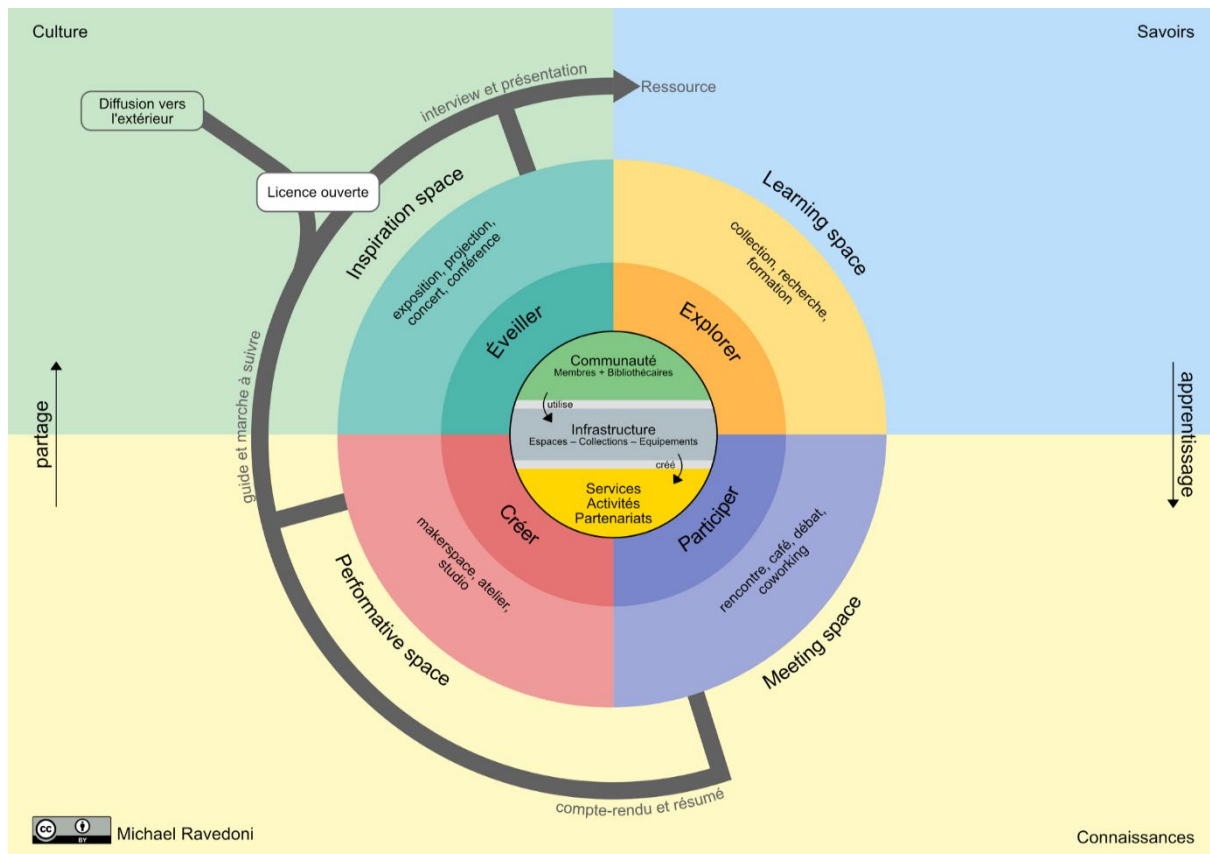 Culture
Savoirs
interview et présentation
Ressource
Diffusion vers
l'extérieur
Licence ouverte
Inspiration space
Learning space
exposition, projection,
concert, conférence
collection, recherche,
formation
Éveiller
Explorer
Communauté
Membres + Bibliothécaires
utilise
Infrastructure
Espaces – Collections – Equipements
créé
Services
Activités
Partenariats
guide et marche à suivre
partage
apprentissage
Créer
Participer
makerspace, atelier,
studio
rencontre, café, débat,
coworking
Performative space
Meeting space
compte-rendu et résumé
cc
BY
Michael Ravedoni
Connaissances